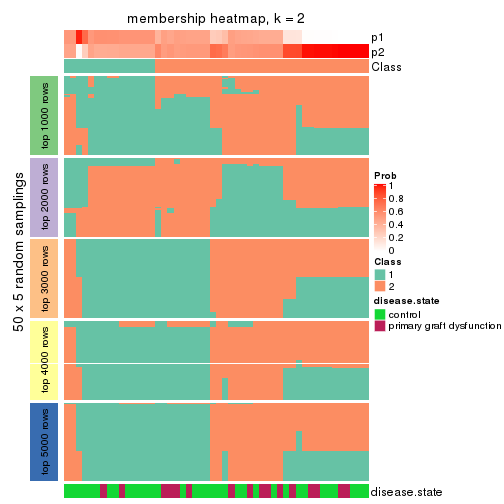 membership heatmap, k = 2
p1
p2
Class
50 x 5 random samplings
top 1000 rows
top 2000 rows
top 3000 rows
top 4000 rows
top 5000 rows
Prob
1
0.8
0.6
0.4
0.2
0
Class
1
2
disease.state
control
primary graft dysfunction
disease.state